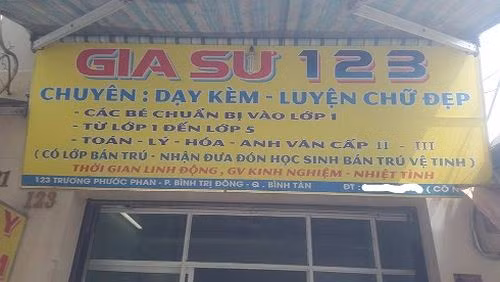 GIA SƯ 123
CHUYÊN : DẠY KÈM - LUYỆN CHỮ ĐẸP
- CÁC BÉ CHUẨN BỊ VÀO LỚP 1
- TỪ LỚP 1 ĐẾN LỚP 5
- TOÁN - LÝ - HÓA - ANH VĂN CẤP II - III
( CÓ LỚP BÁN TRÚ - NHẬN ĐƯA ĐÓN HỌC SINH BÁN TRÚ VỆ TINH )
THỜI GIAN LINH ĐỘNG , GV KINH NGHIỆM - NHIỆT TÌNH
123 TRƯƠNG PHƯỚC PHAN - P. BÌNH TRỊ ĐÔNG - Q . BÌNH TÂN ĐT :
123